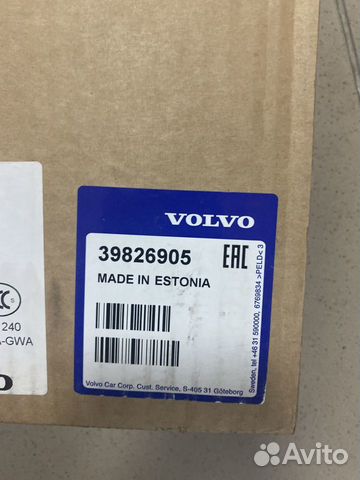 VOLVO
39826905
EAC
MADE IN ESTONIA
Volvo Car Corp. Cust. Service, S-405 31 Göteborg
Sweden, tel +46 31 590000, 6769834 >PELD< 3
S
240
A-GWA
Avito